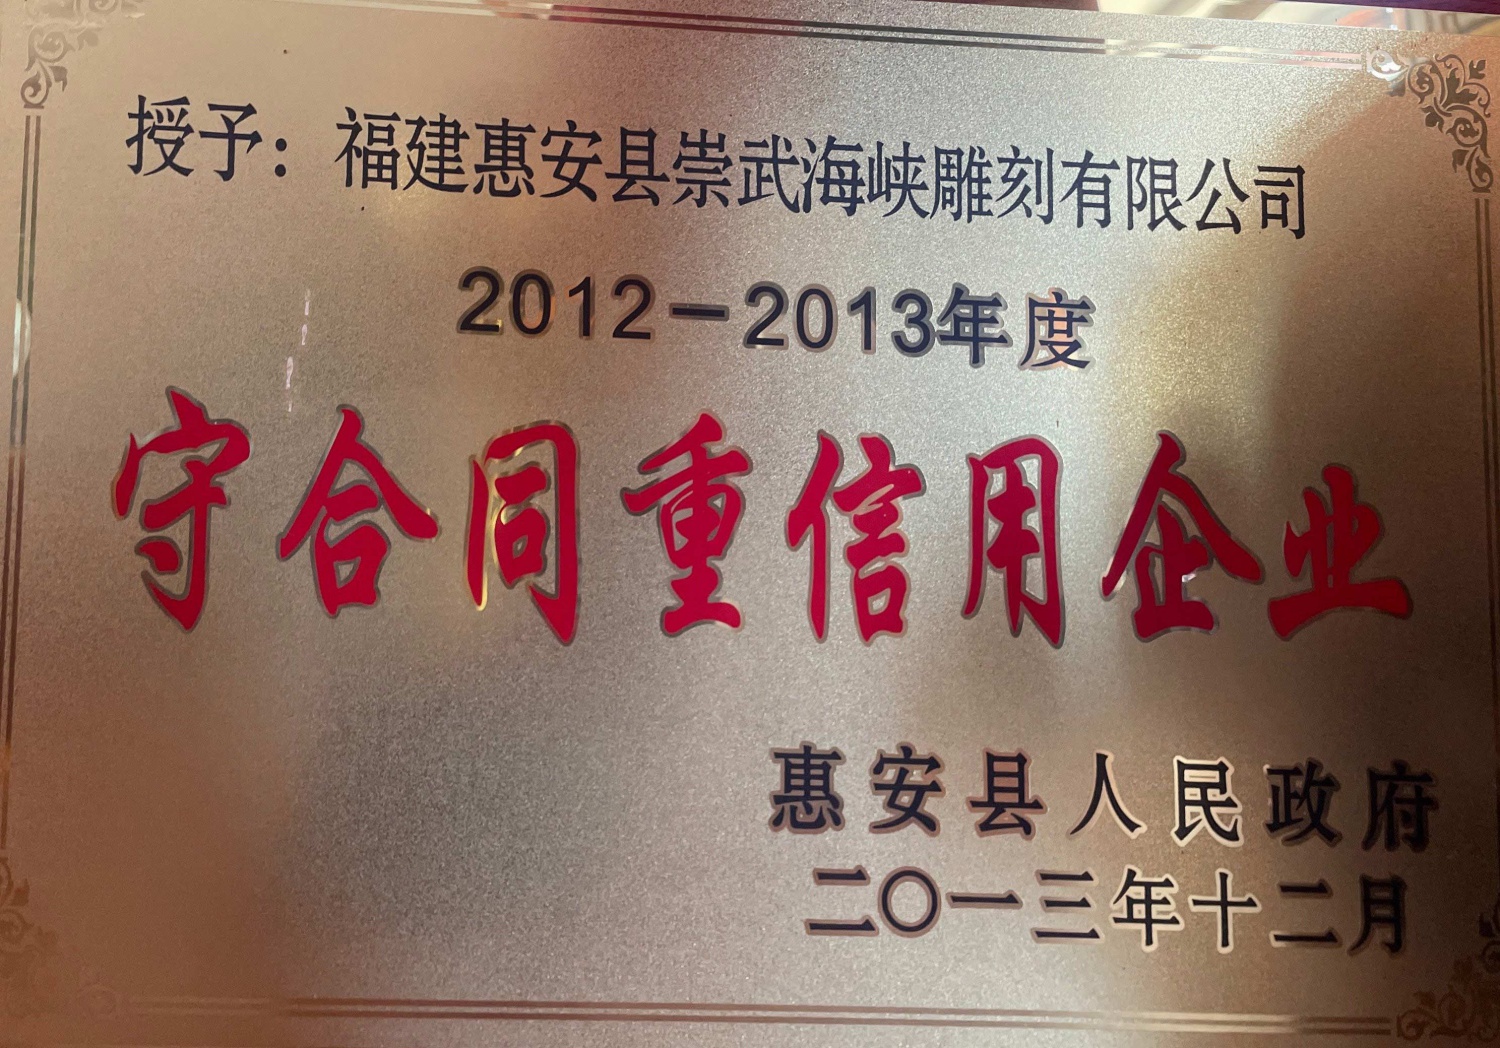 授予：福建惠安县崇武海峡雕刻有限公司
2012－2013年度
守合同重信用企业
惠安县人民政府
二〇一三年十二月